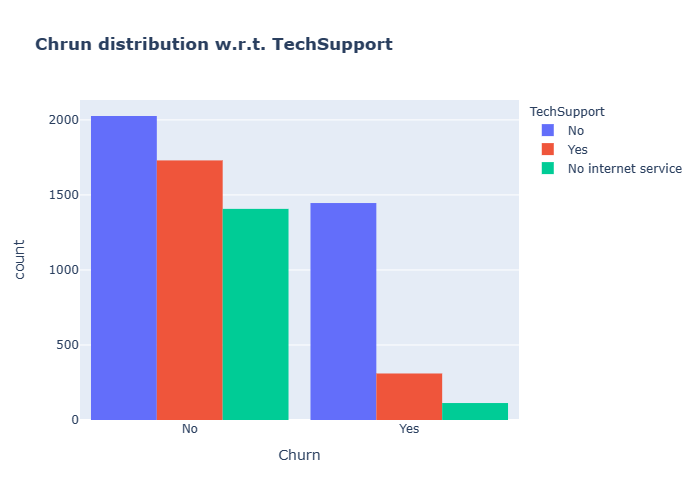 Chrun distribution w.r.t. TechSupport
TechSupport
No
Yes
No internet service
2000
1500
1000
500
0
count
No
Yes
Churn